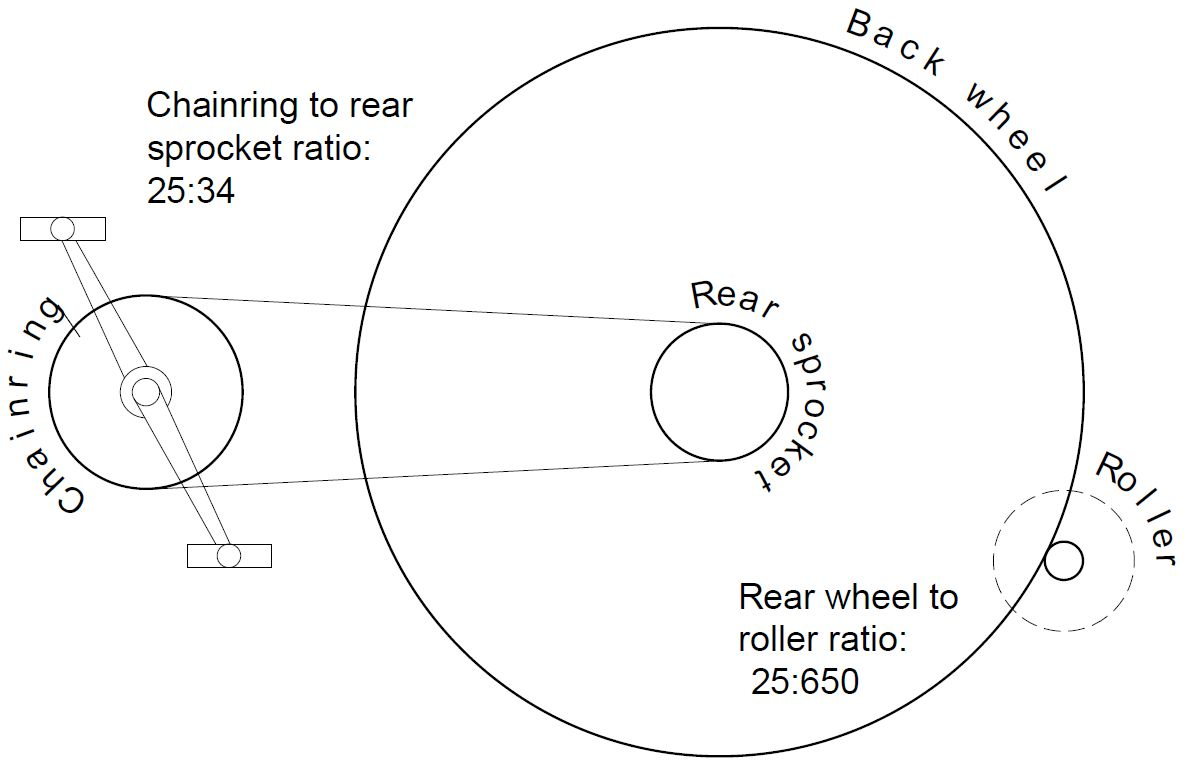 Back wheel
Chainring to rear
sprocket ratio:
25:34
Chainring
Rear sprocket
Roller
Rear wheel to
roller ratio:
25:650